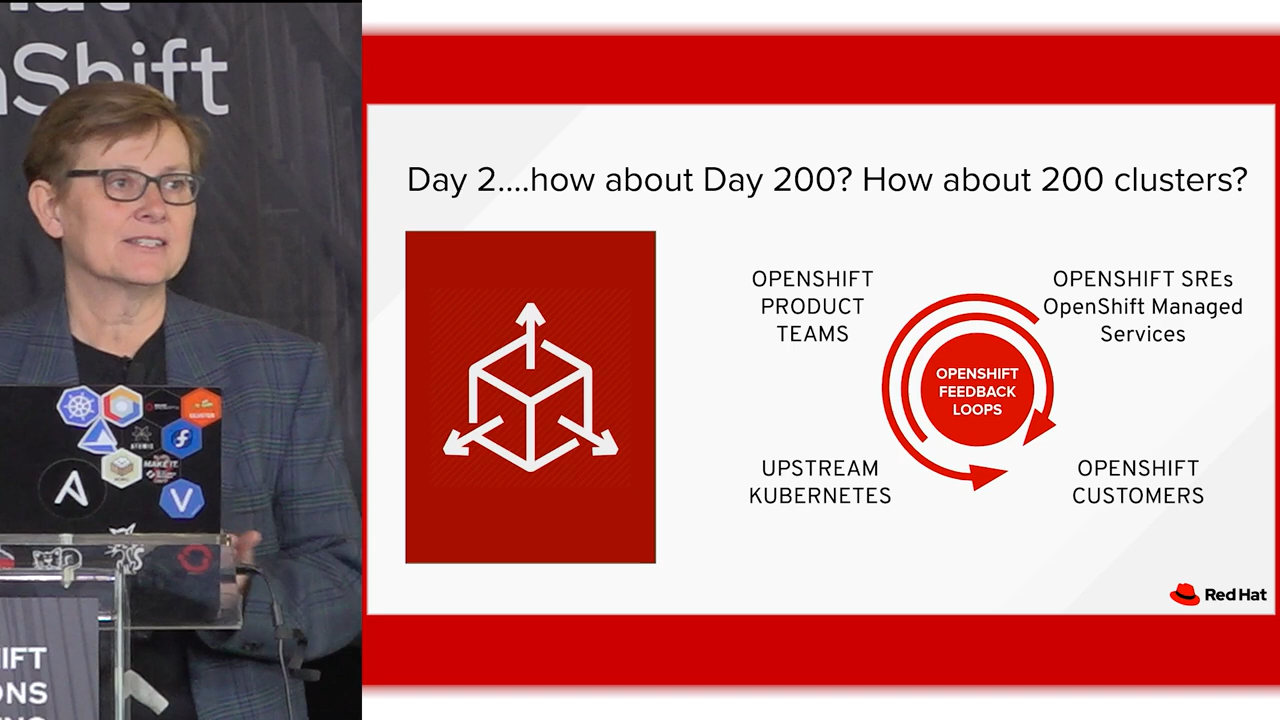 Shift
IFT
ONS
Day 2....how about Day 200? How about 200 clusters?
OPENSHIFT
PRODUCT
TEAMS
OPENSHIFT SREs
OpenShift Managed
Services
OPENSHIFT
FEEDBACK
LOOPS
UPSTREAM
KUBERNETES
OPENSHIFT
CUSTOMERS
Red Hat